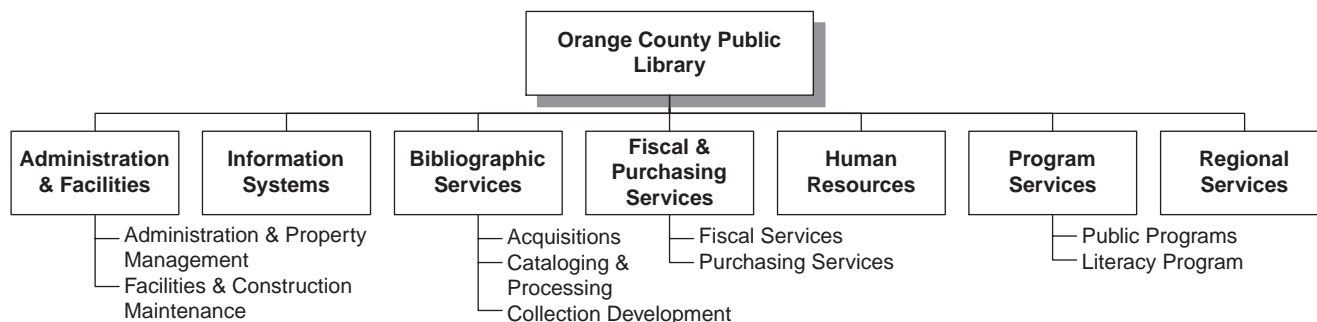 Orange County Public
Library
Administration
& Facilities
Information
Systems
Bibliographic
Services
Fiscal &
Purchasing
Services
Human
Resources
Program
Services
Regional
Services
Administration & Property
Management
Facilities & Construction
Maintenance
Acquisitions
Cataloging &
Processing
Collection Development
Fiscal Services
Purchasing Services
Public Programs
Literacy Program